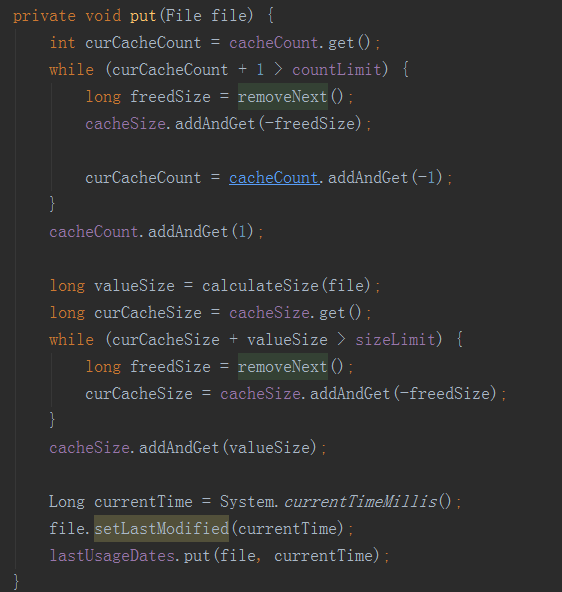 private void put(File file) {
    int curCacheCount = cacheCount.get();
    while (curCacheCount + 1 > countLimit) {
        long freedSize = removeNext();
        cacheSize.addAndGet(-freedSize);

        curCacheCount = cacheCount.addAndGet(-1);
    }
    cacheCount.addAndGet(1);

    long valueSize = calculateSize(file);
    long curCacheSize = cacheSize.get();
    while (curCacheSize + valueSize > sizeLimit) {
        long freedSize = removeNext();
        curCacheSize = cacheSize.addAndGet(-freedSize);
    }
    cacheSize.addAndGet(valueSize);

    Long currentTime = System.currentTimeMillis();
    file.setLastModified(currentTime);
    lastUsageDates.put(file, currentTime);
}